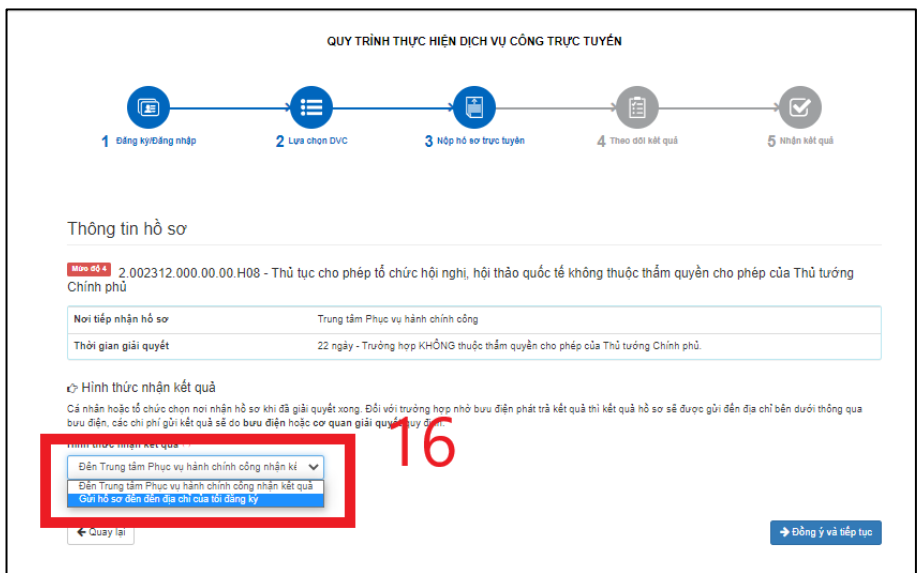 QUY TRÌNH THỰC HIỆN DỊCH VỤ CÔNG TRỰC TUYẾN
1 Đăng ký/Đăng nhập
2 Lựa chọn DVC
3 Nộp hồ sơ trực tuyến
4 Theo dõi kết quả
5 Nhận kết quả
Thông tin hồ sơ
Mức độ 4 2.002312.000.00.00.H08 - Thủ tục cho phép tổ chức hội nghị, hội thảo quốc tế không thuộc thẩm quyền cho phép của Thủ tướng
Chính phủ
Nơi tiếp nhận hồ sơ Trung tâm Phục vụ hành chính công
Thời gian giải quyết 22 ngày - Trường hợp KHÔNG thuộc thẩm quyền cho phép của Thủ tướng Chính phủ.
Hình thức nhận kết quả
Cá nhân hoặc tổ chức chọn nơi nhận hồ sơ khi đã giải quyết xong. Đối với trường hợp nhờ bưu điện phát trả kết quả thì kết quả hồ sơ sẽ được gửi đến địa chỉ bên dưới thông qua
bưu điện, các chi phí gửi kết quả sẽ do bưu điện hoặc cơ quan giải quyết quy định.
16
Hình thức nhận kết quả
Đến Trung tâm Phục vụ hành chính công nhận kế
Đến Trung tâm Phục vụ hành chính công nhận kết quả
Gửi hồ sơ đến đến địa chỉ của tôi đăng ký
Quay lại
Đồng ý và tiếp tục